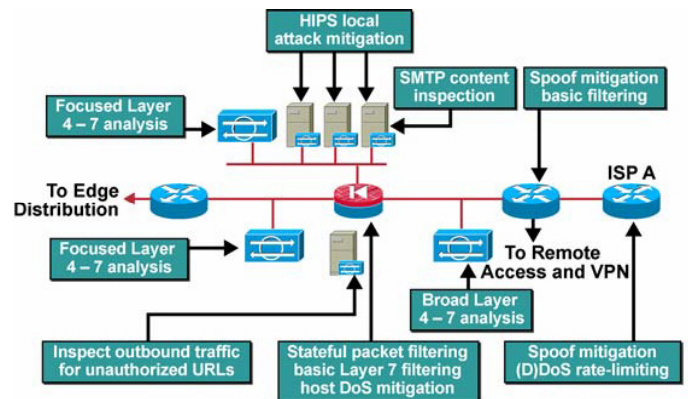 HIPS local
attack mitigation
SMTP content
inspection
Spoof mitigation
basic filtering
Focused Layer
4 – 7 analysis
ISP A
To Edge
Distribution
Focused Layer
4 – 7 analysis
To Remote
Access and VPN
Broad Layer
4 – 7 analysis
Inspect outbound traffic
for unauthorized URLs
Stateful packet filtering
basic Layer 7 filtering
host DoS mitigation
Spoof mitigation
(D)DoS rate-limiting